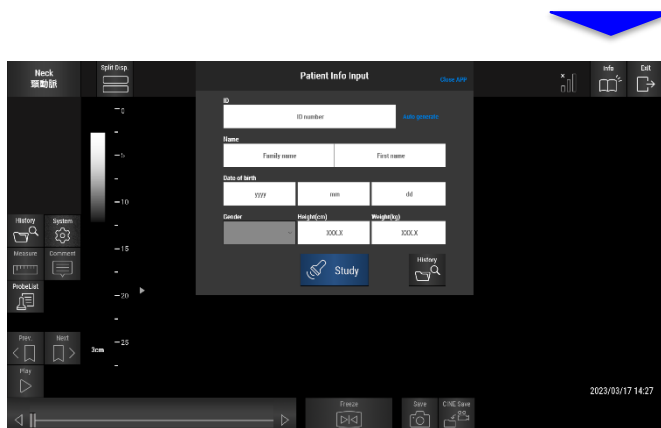 Neck
頸動脈
Split Disp.
Patient Info Input
Close APP
Info
Exit
ID
ID number
Auto generate
Name
Family name
First name
Date of birth
yyyy
mm
dd
Gender
Height(cm)
Weight(kg)
XXX.X
XXX.X
Study
History
0
5
10
15
20
25
3cm
History
System
Measure
Comment
ProbeList
Prev.
Next
Play
Freeze
Save
CINE Save
2023/03/17 14:27